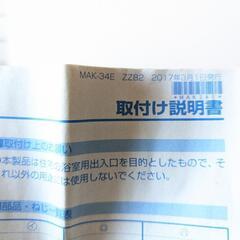 MAK-34E ZZ82 2017年3月1日発行
MAK34E
取付け説明書
取付け上のお願い
本製品は住宅の浴室用出入口を目的としたもので、そ
れ以外の用途には使用しないでください。
部品・ねじ一覧表